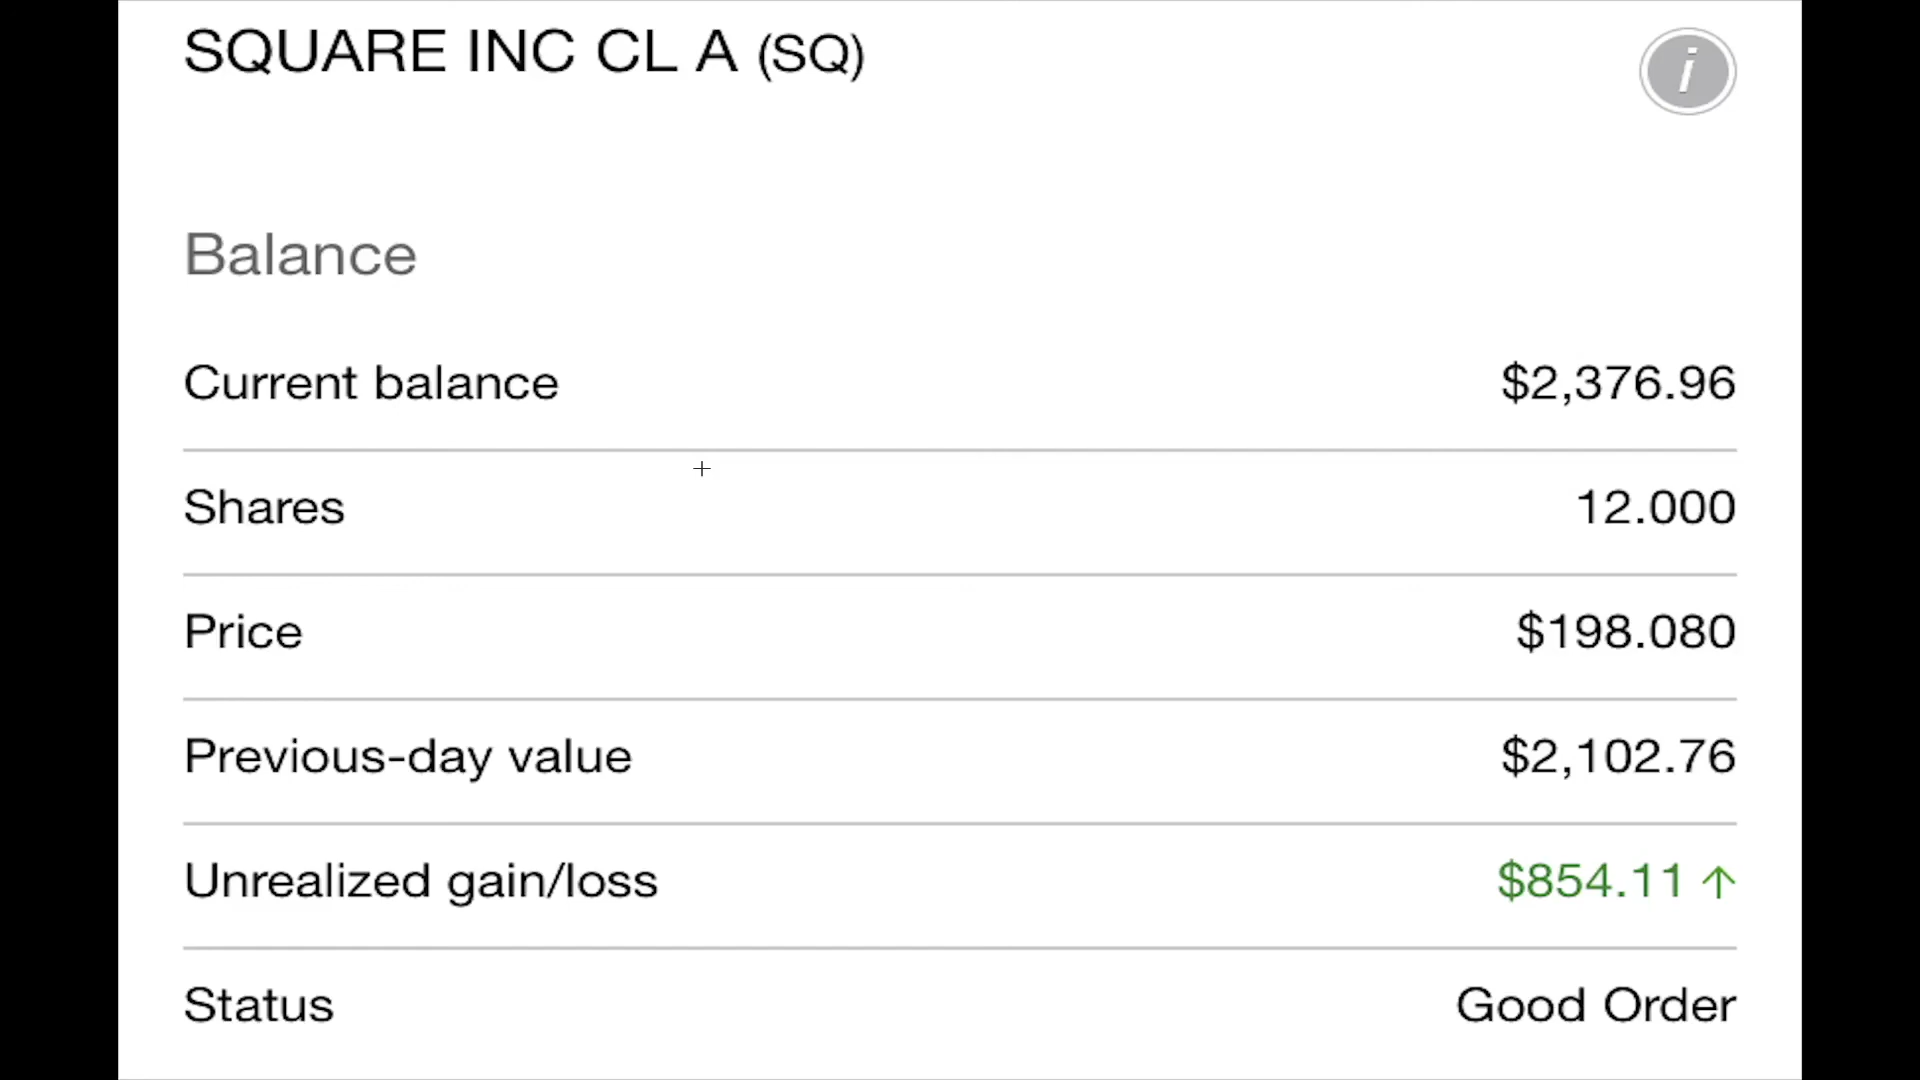 SQUARE INC CL A (SQ)
i
Balance
Current balance $2,376.96
Shares 12.000
Price $198.080
Previous-day value $2,102.76
Unrealized gain/loss $854.11 ↑
Status Good Order